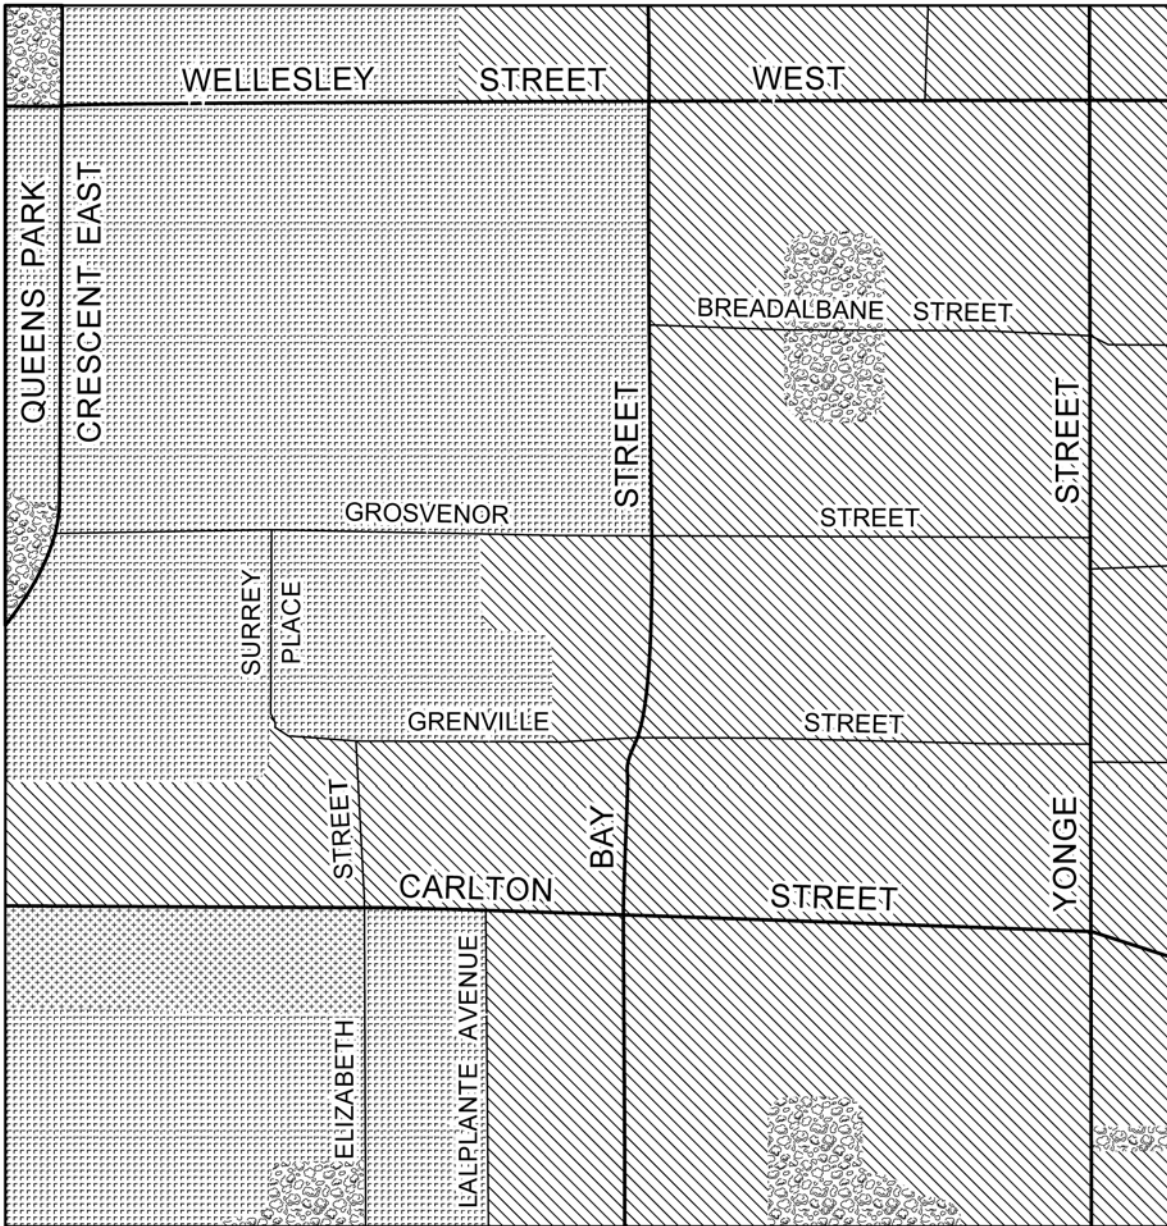 WELLESLEY STREET WEST
QUEENS PARK
CRESCENT EAST
BREADALBANE STREET
STREET
STREET
GROSVENOR STREET
SURREY
PLACE
GRENVILLE STREET
STREET
BAY
YONGE
CARLTON STREET
ELIZABETH
LALPLANTE AVENUE